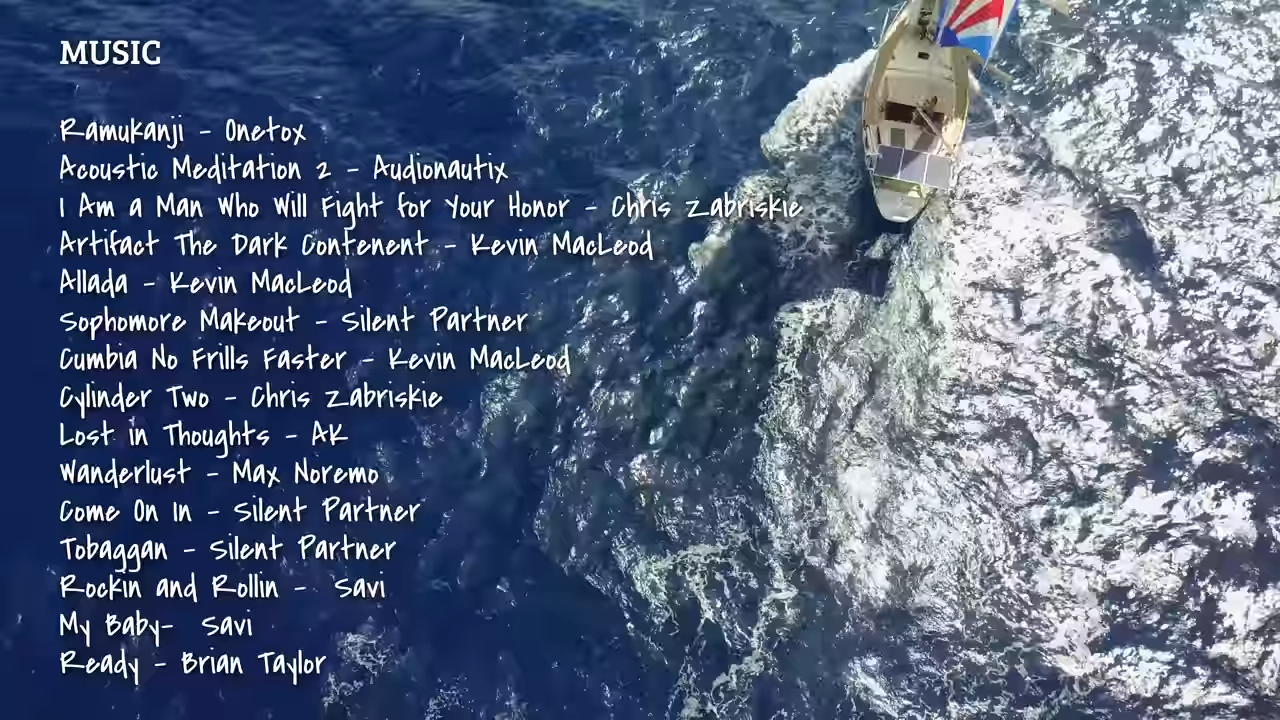 MUSIC
Ramukanji - Onetox
Acoustic Meditation 2 - Audionautix
I Am a Man Who Will Fight for Your Honor - Chris Zabriskie
Artifact The Dark Contenent - Kevin MacLeod
Allada - Kevin MacLeod
Sophomore Makeout - Silent Partner
Cumbia No Frills Faster - Kevin MacLeod
Cylinder Two - Chris Zabriskie
Lost in Thoughts - AK
Wanderlust - Max Noremo
Come On In - Silent Partner
Tobaggan - Silent Partner
Rockin and Rollin -  Savi
My Baby-  Savi
Ready - Brian Taylor